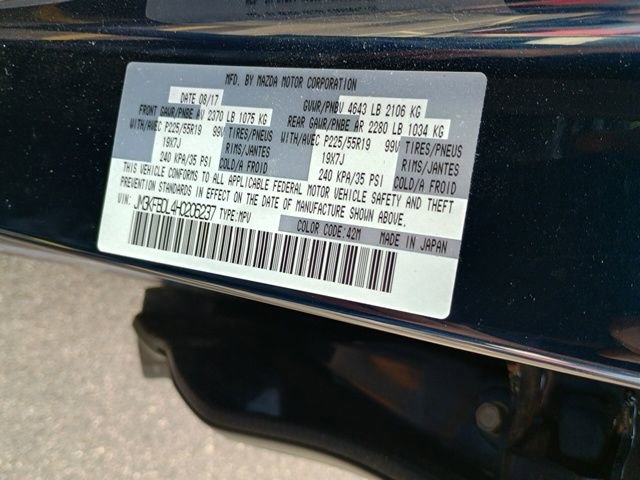 MFD. BY MAZDA MOTOR CORPORATION
DATE 08/17 GVWR/PNBV 4643 LB 2106 KG
FRONT GAWR/PNBE AV 2370 LB 1075 KG REAR GAWR/PNBE AR 2280 LB 1034 KG
WITH/AVEC P225/55R19 99V TIRES/PNEUS WITH/AVEC P225/55R19 99V TIRES/PNEUS
19X7J RIMS/JANTES 19X7J RIMS/JANTES
240 KPA/35 PSI COLD/A FROID 240 KPA/35 PSI COLD/A FROID
THIS VEHICLE CONFORMS TO ALL APPLICABLE FEDERAL MOTOR VEHICLE SAFETY AND THEFT
PREVENTION STANDARDS IN EFFECT ON THE DATE OF MANUFACTURE SHOWN ABOVE.
VIN: JM3KFBDL4H0206237 TYPE:MPV
COLOR CODE:42M MADE IN JAPAN